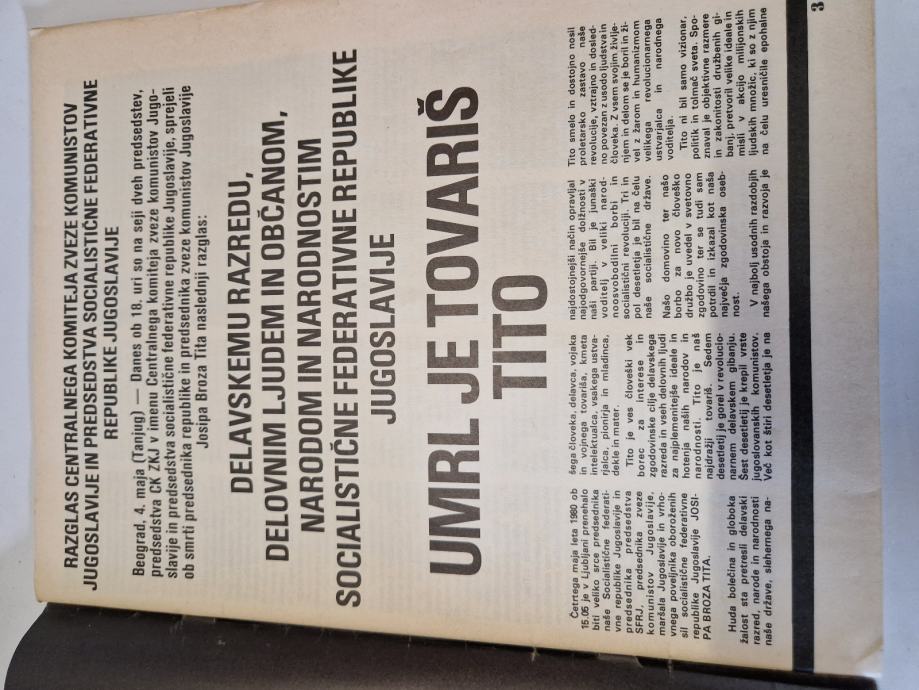 RAZGLAS CENTRALNEGA KOMITEJA ZVEZE KOMUNISTOV
JUGOSLAVIJE IN PREDSEDSTVA SOCIALISTIČNE FEDERATIVNE
REPUBLIKE JUGOSLAVIJE
Beograd, 4. maja (Tanjug) — Danes ob 18. uri so na seji dveh predsedstev,
predsedstva CK ZKJ v imenu Centralnega komiteja zveze komunistov Jugo-
slavije in predsedstva socialistične federativne republike Jugoslavije, sprejeli
ob smrti predsednika republike in predsednika zveze komunistov Jugoslavije
Josipa Broza Tita naslednji razglas:
DELAVSKEMU RAZREDU,
DELOVNIM LJUDEM IN OBČANOM,
NARODOM IN NARODNOSTIM
SOCIALISTIČNE FEDERATIVNE REPUBLIKE
JUGOSLAVIJE
UMRL JE TOVARIŠ
TITO
Četrtega maja leta 1980 ob
15.05 je v Ljubljani prenehalo
biti veliko srce predsednika
naše Socialistične federati-
vne republike Jugoslavije in
predsednika predsedstva
SFRJ, predsednika zveze
komunistov Jugoslavije,
maršala Jugoslavije in vrho-
vnega poveljnika oboroženih
sil socialistične federativne
republike Jugoslavije JOSI-
PA BROZA TITA.
Huda bolečina in globoka
žalost sta pretresli delavski
razred, narode in narodnosti
naše države, slehernega na-
šega človeka, delavca, vojaka
in vojnega tovariša, kmeta
intelektualca, vsakega ustva-
rjalca, pionirja in mladinca,
dekle in mater.
Tito je ves človeški vek
borec za interese in
zgodovinske cilje delavskega
razreda in vseh delovnih ljudi
za najplemenitejše ideale in
hotenja naših narodov in
narodnosti. Tito je naš
najdražji tovariš. Sedem
desetletij je gorel v revolucio-
narnem delavskem gibanju.
Šest desetletij je krepil vrste
jugoslovanskih komunistov.
Več kot štiri desetletja je na
najdostojnejši način opravljal
najodgovornejše dolžnosti v
naši partiji. Bil je junaški
voditelj v veliki narod-
noosvobodilni borbi in
socialistični revoluciji. Tri in
pol desetletja je bil na čelu
naše socialistične države.
Našo domovino ter našo
borbo za novo človeško
družbo je uvedel v svetovno
zgodovino ter se tudi sam
potrdil in izkazal kot naša
največja zgodovinska oseb-
nost.
V najbolj usodnih razdobjih
našega obstoja in razvoja je
Tito smelo in dostojno nosil
proletarsko zastavo naše
revolucije, vztrajno in dosled-
no povezan z usodo ljudstva in
človeka. Z vsem svojim življe-
njem in delom se je boril in ži-
vel z žarom in humanizmom
velikega revolucionarnega
ustvarjalca in narodnega
voditelja.
Tito ni bil samo vizionar,
politik in tolmač sveta. Spo-
znaval je objektivne razmere
in zakonitosti družbenih gi-
banj, pretvoril velike ideale in
misli v akcijo milijonskih
ljudskih množic, ki so z njim
na čelu uresničile epohalne
3